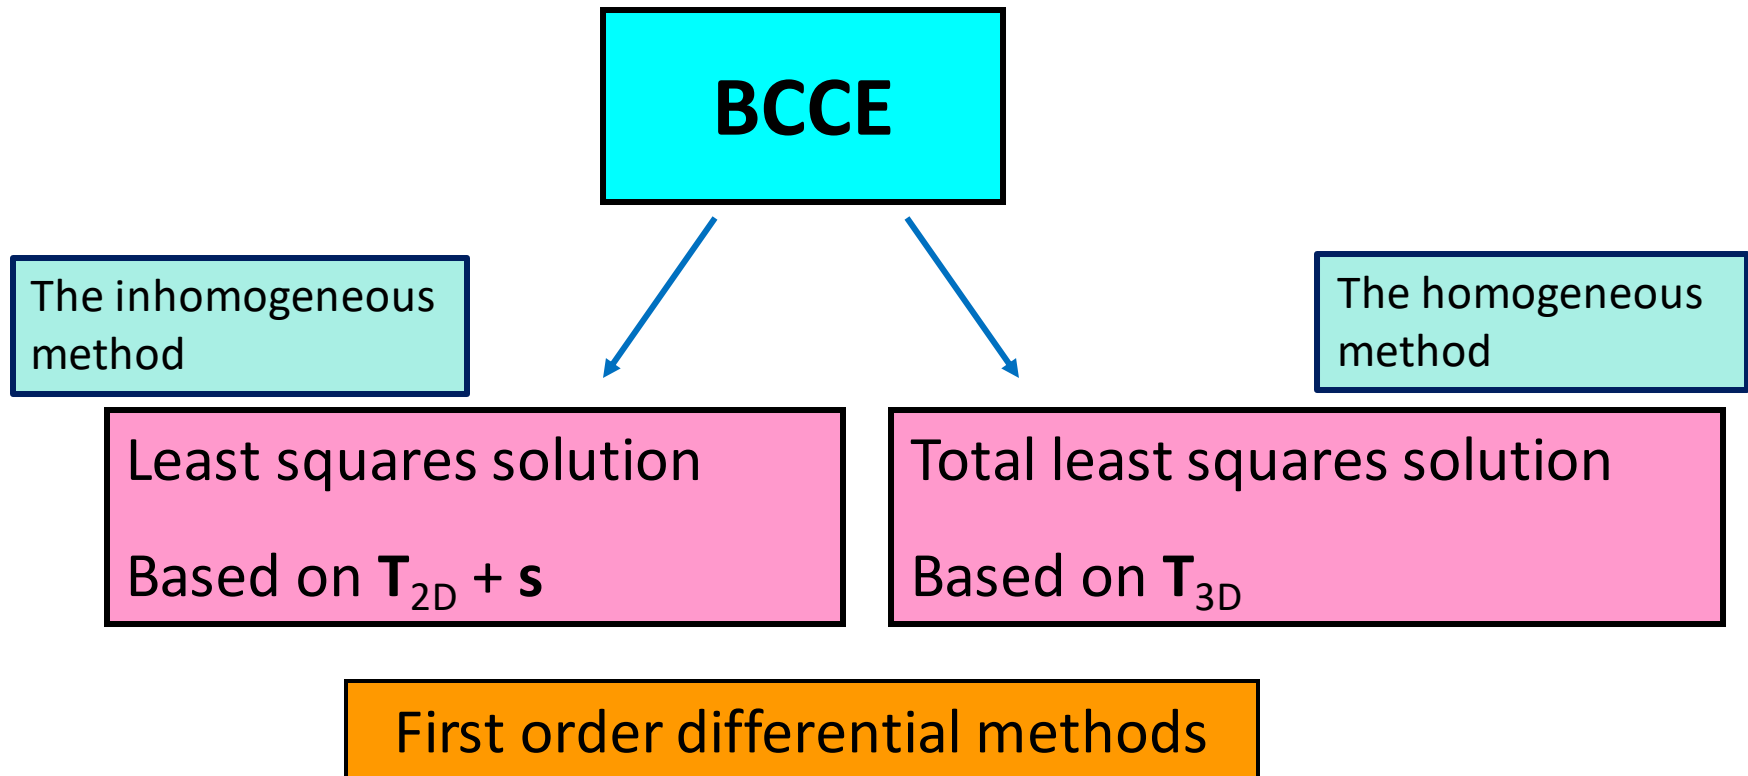 BCCE
The inhomogeneous
method
The homogeneous
method
Least squares solution
Based on T2D + s
Total least squares solution
Based on T3D
First order differential methods